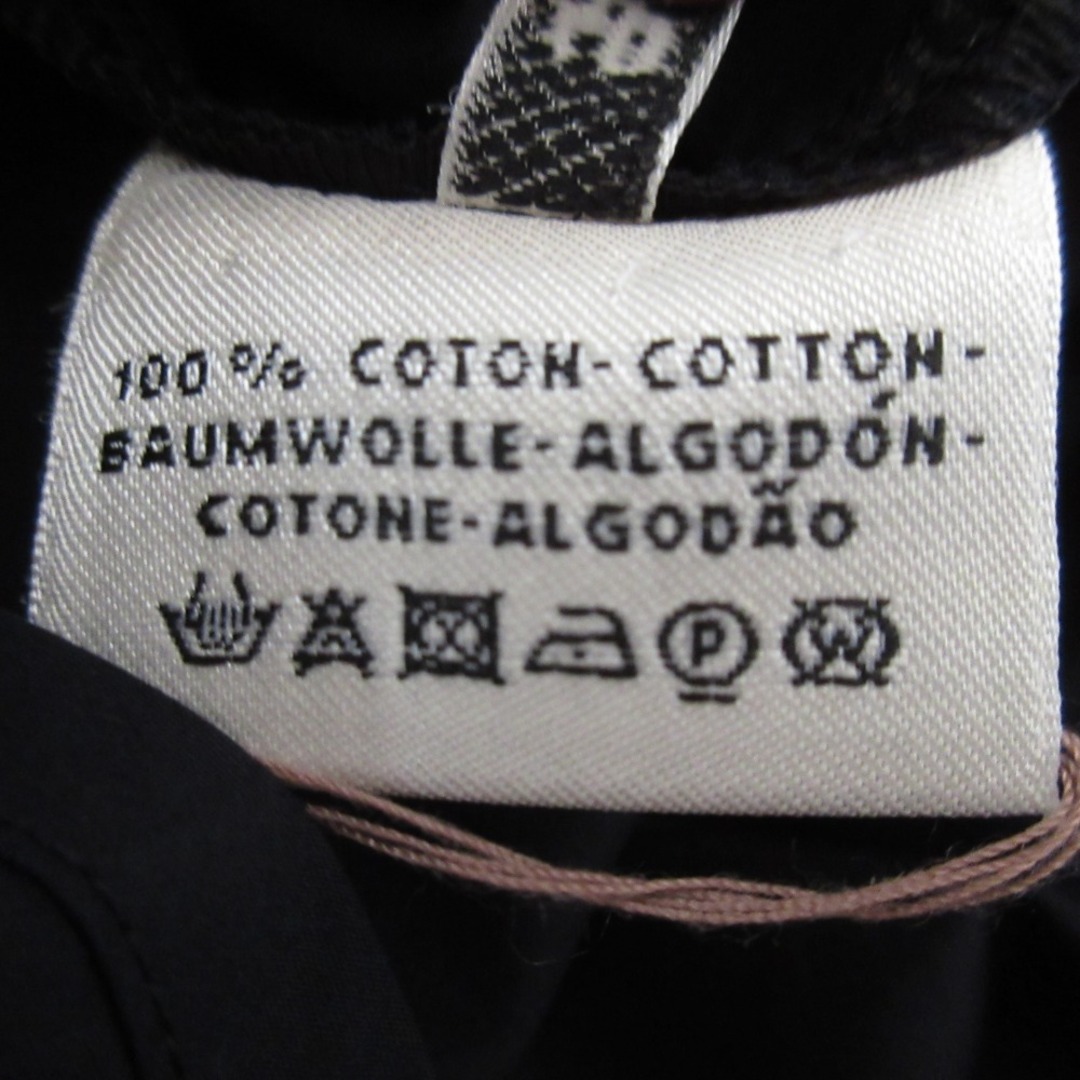 100% COTON-COTTON-
BAUMWOLLE-ALGODÓN-
COTONE-ALGODÃO
P W